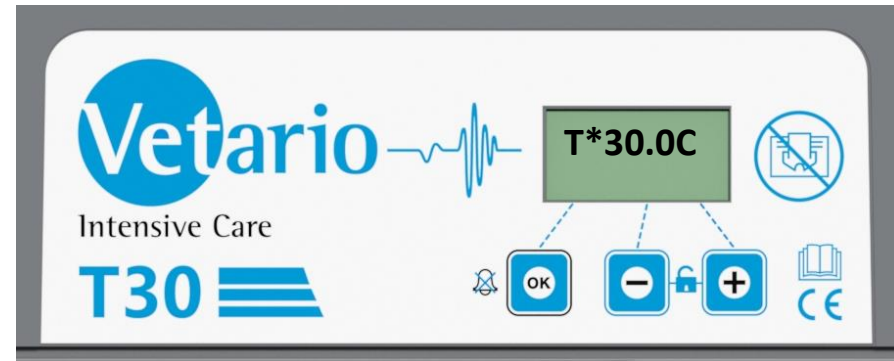 Vetario
Intensive Care
T30
T*30.0C
OK
− +
CE